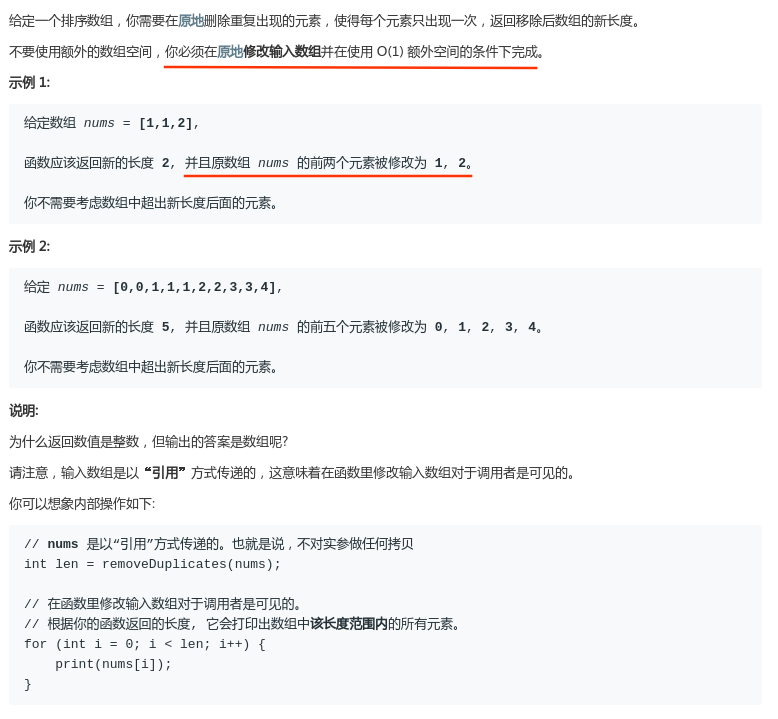 给定一个排序数组，你需要在原地删除重复出现的元素，使得每个元素只出现一次，返回移除后数组的新长度。
不要使用额外的数组空间，你必须在原地修改输入数组并在使用 O(1) 额外空间的条件下完成。
示例 1:
给定数组 nums = [1,1,2],
函数应该返回新的长度 2, 并且原数组 nums 的前两个元素被修改为 1, 2。
你不需要考虑数组中超出新长度后面的元素。
示例 2:
给定 nums = [0,0,1,1,1,2,2,3,3,4],
函数应该返回新的长度 5, 并且原数组 nums 的前五个元素被修改为 0, 1, 2, 3, 4。
你不需要考虑数组中超出新长度后面的元素。
说明:
为什么返回数值是整数，但输出的答案是数组呢?
请注意，输入数组是以“引用”方式传递的，这意味着在函数里修改输入数组对于调用者是可见的。
你可以想象内部操作如下:
// nums 是以“引用”方式传递的。也就是说，不对实参做任何拷贝
int len = removeDuplicates(nums);
// 在函数里修改输入数组对于调用者是可见的。
// 根据你的函数返回的长度, 它会打印出数组中该长度范围内的所有元素。
for (int i = 0; i < len; i++) {
    print(nums[i]);
}